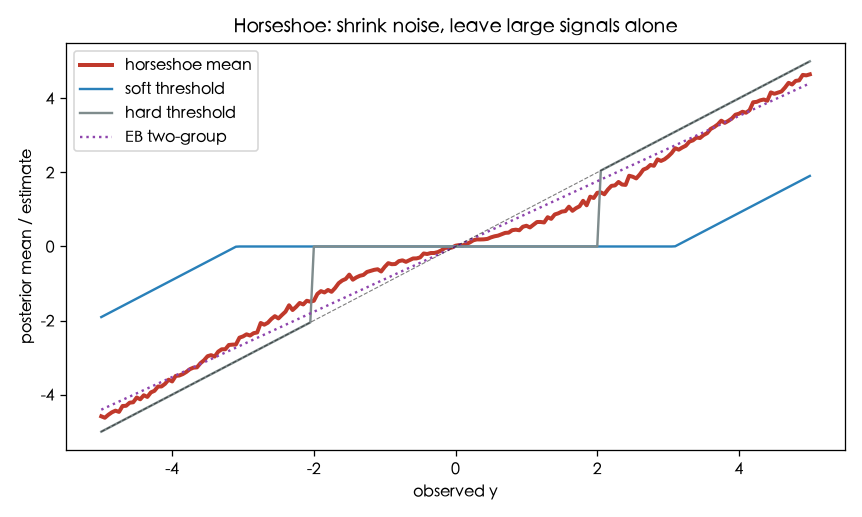 Horseshoe: shrink noise, leave large signals alone
horseshoe mean
soft threshold
hard threshold
EB two-group
posterior mean / estimate
4
2
0
-2
-4
-4
-2
0
2
4
observed y